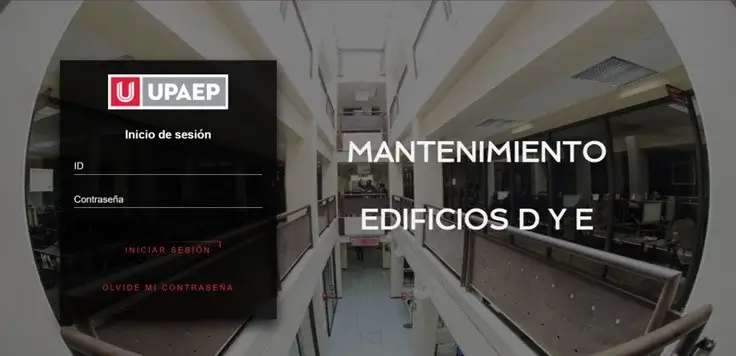 U UPAEP
Inicio de sesión
ID
Contraseña
INICIAR SESIÓN
OLVIDE MI CONTRASEÑA
MANTENIMIENTO
EDIFICIOS D Y E